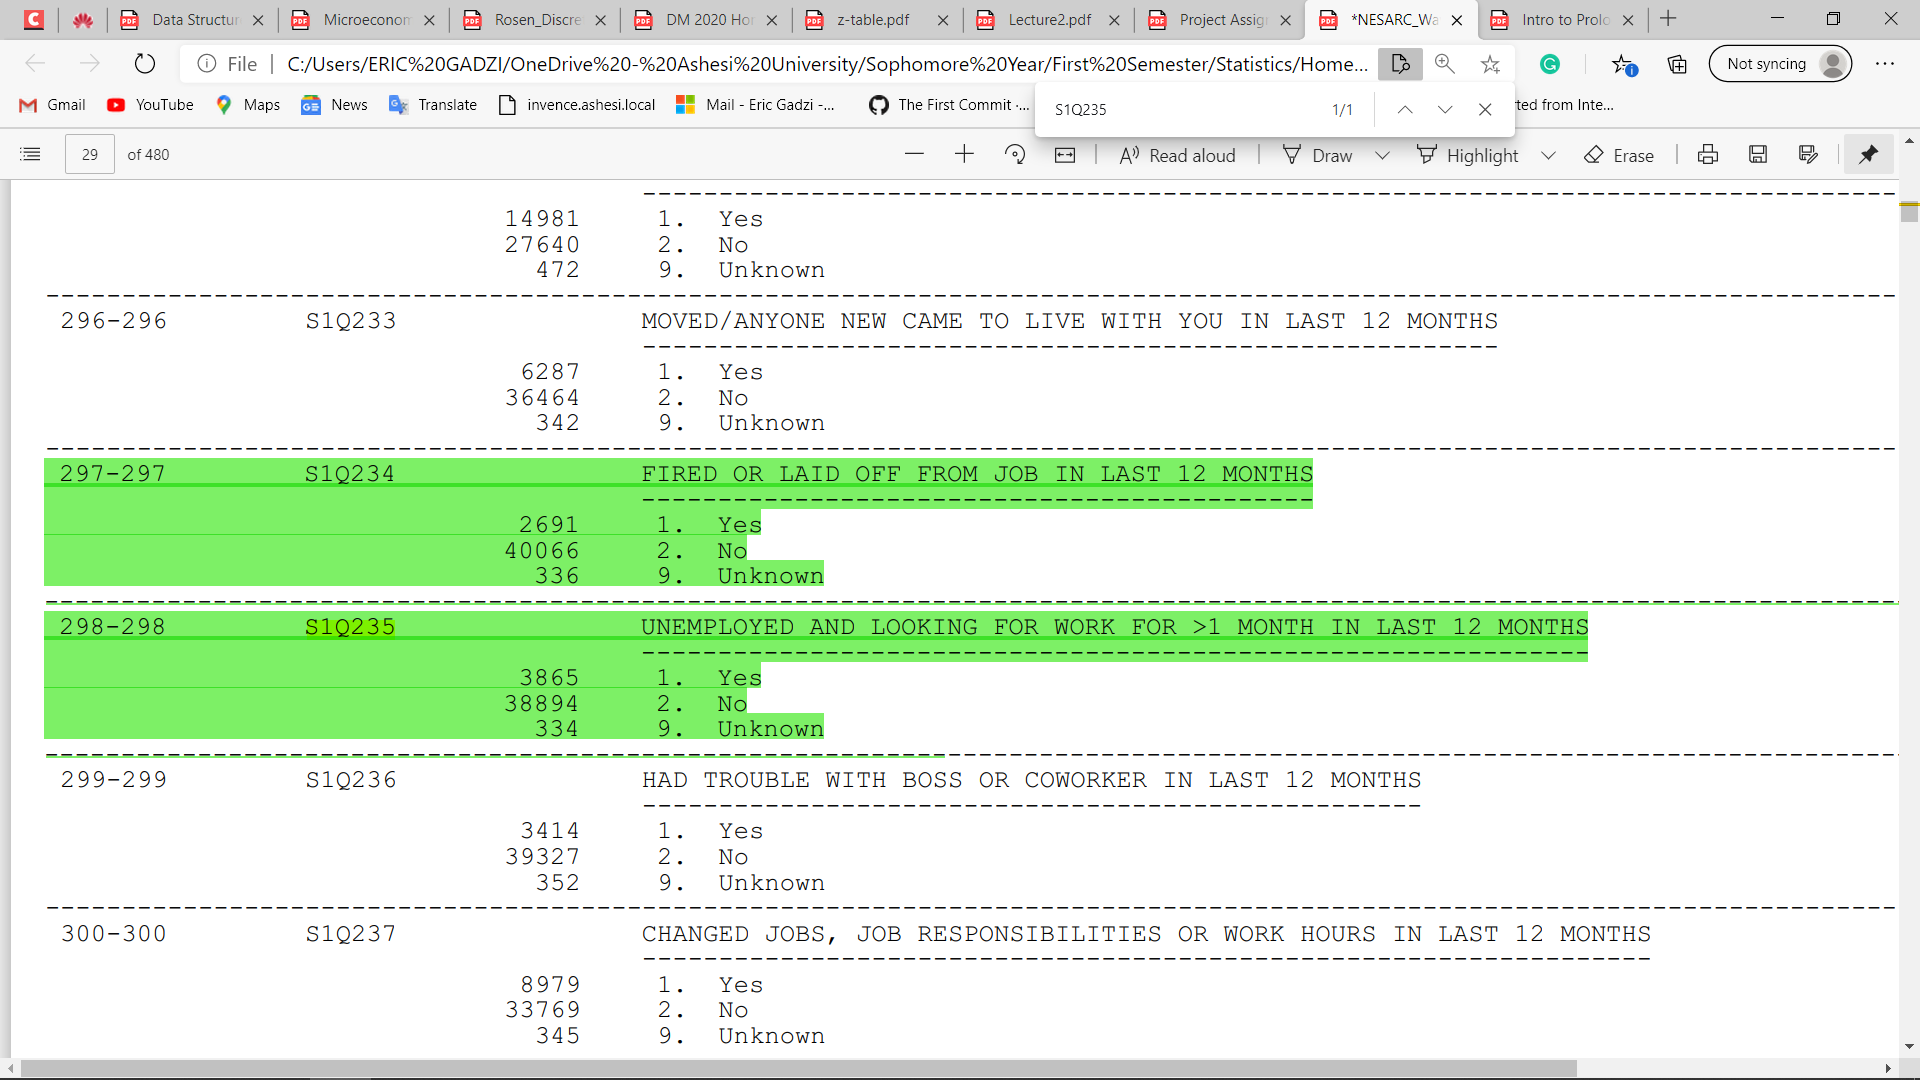 Data Structur
Microeconom
Rosen_Discre
DM 2020 Hor
z-table.pdf
Lecture2.pdf
Project Assign
*NESARC_Wa
Intro to Prolo
File
C:/Users/ERIC%20GADZI/OneDrive%20-%20Ashesi%20University/Sophomore%20Year/First%20Semester/Statistics/Home...
Not syncing
Gmail
YouTube
Maps
News
Translate
invence.ashesi.local
Mail - Eric Gadzi -...
The First Commit ·...
rted from Inte...
S1Q235 1/1
29 of 480
Read aloud
Draw
Highlight
Erase
14981 1. Yes
27640 2. No
472 9. Unknown
296-296 S1Q233 MOVED/ANYONE NEW CAME TO LIVE WITH YOU IN LAST 12 MONTHS
6287 1. Yes
36464 2. No
342 9. Unknown
297-297 S1Q234 FIRED OR LAID OFF FROM JOB IN LAST 12 MONTHS
2691 1. Yes
40066 2. No
336 9. Unknown
298-298 S1Q235 UNEMPLOYED AND LOOKING FOR WORK FOR >1 MONTH IN LAST 12 MONTHS
3865 1. Yes
38894 2. No
334 9. Unknown
299-299 S1Q236 HAD TROUBLE WITH BOSS OR COWORKER IN LAST 12 MONTHS
3414 1. Yes
39327 2. No
352 9. Unknown
300-300 S1Q237 CHANGED JOBS, JOB RESPONSIBILITIES OR WORK HOURS IN LAST 12 MONTHS
8979 1. Yes
33769 2. No
345 9. Unknown